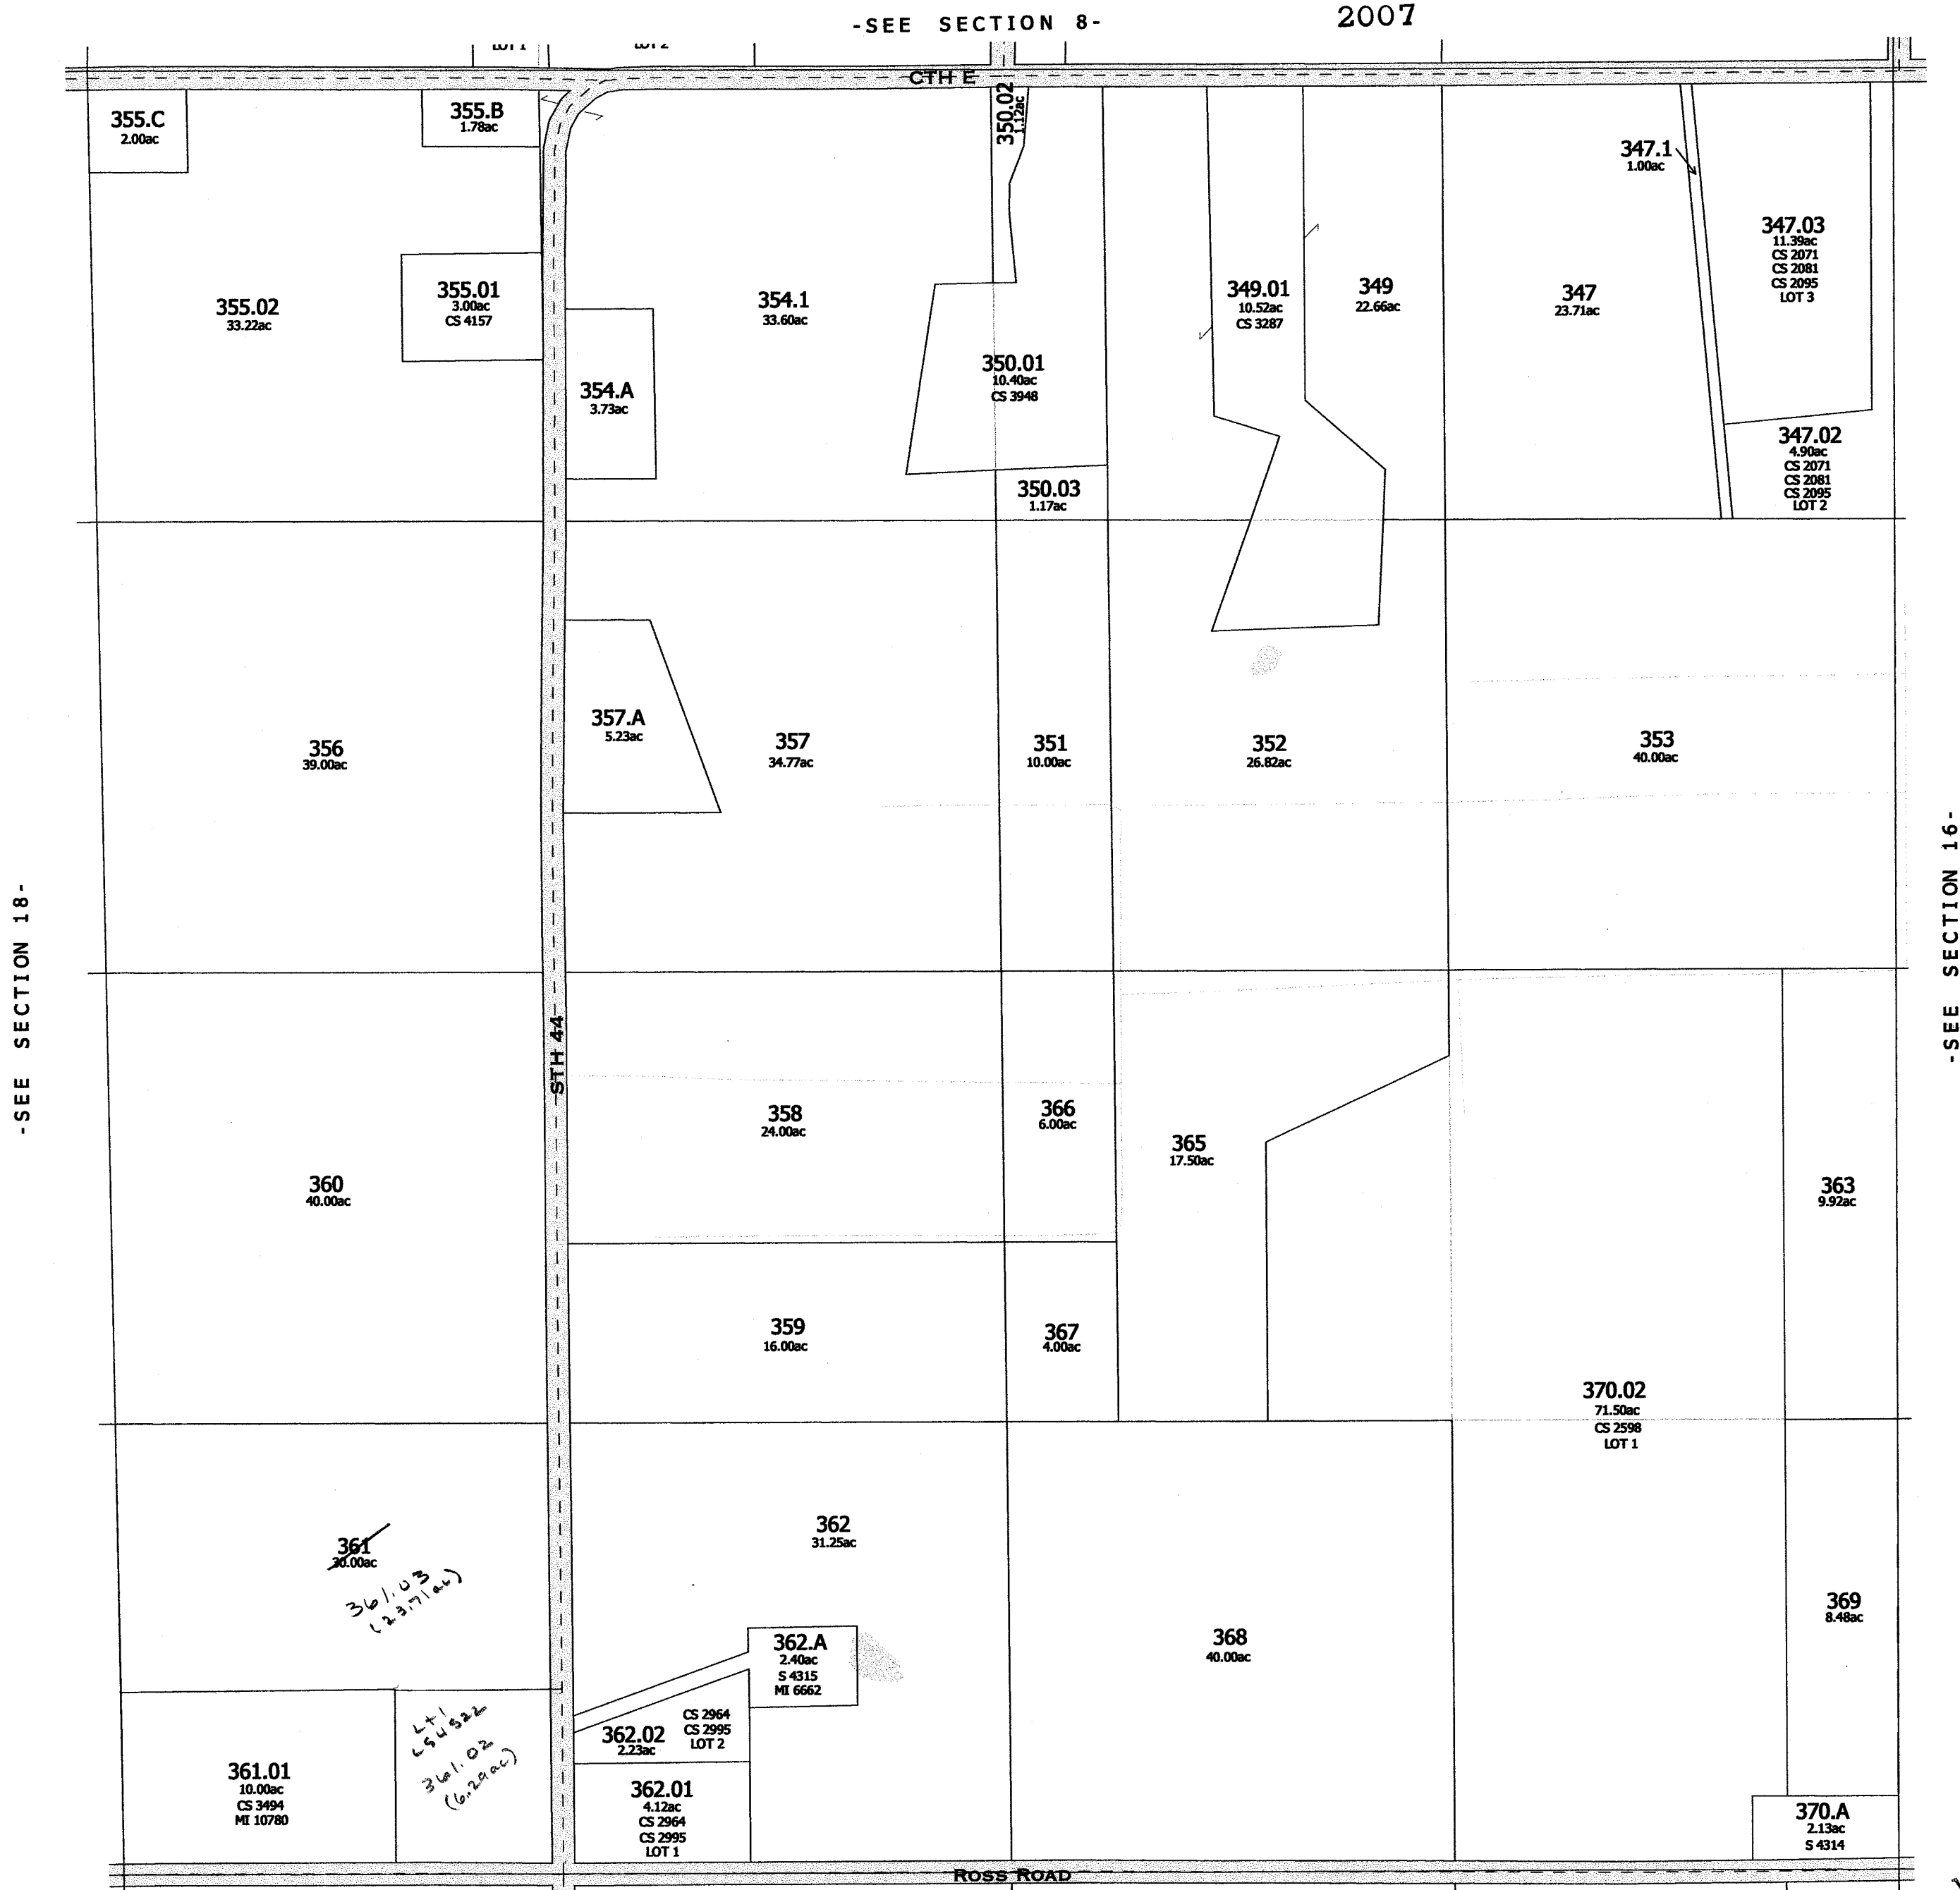 -SEE SECTION 8-
2007
LOT 1
LOT 2
CTH E
355.C
2.00ac
355.B
1.78ac
350.02
1.12ac
347.1
1.00ac
347.03
11.39ac
CS 2071
CS 2081
CS 2095
LOT 3
355.02
33.22ac
355.01
3.00ac
CS 4157
354.1
33.60ac
349.01
10.52ac
CS 3287
349
22.66ac
347
23.71ac
354.A
3.73ac
350.01
10.40ac
CS 3948
347.02
4.90ac
CS 2071
CS 2081
CS 2095
LOT 2
350.03
1.17ac
357.A
5.23ac
356
39.00ac
357
34.77ac
351
10.00ac
352
26.82ac
353
40.00ac
-SEE SECTION 18-
-SEE SECTION 16-
STH 44
358
24.00ac
366
6.00ac
365
17.50ac
360
40.00ac
363
9.92ac
359
16.00ac
367
4.00ac
370.02
71.50ac
CS 2598
LOT 1
361
30.00ac
361.03
(23.71ac)
362
31.25ac
369
8.48ac
362.A
2.40ac
S 4315
MI 6662
368
40.00ac
CS 2964
CS 2995
LOT 2
362.02
2.23ac
361.01
10.00ac
CS 3494
MI 10780
Lt 1
CS 4522
361.02
(6.29ac)
362.01
4.12ac
CS 2964
CS 2995
LOT 1
370.A
2.13ac
S 4314
ROSS ROAD